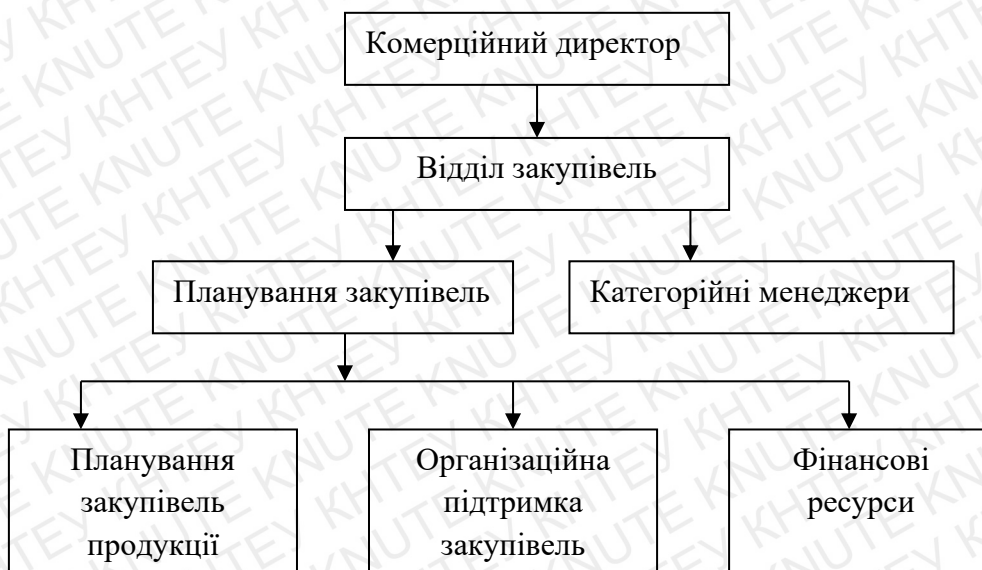 Комерційний директор
Відділ закупівель
Планування закупівель
Категорійні менеджери
Планування
закупівель
продукції
Організаційна
підтримка
закупівель
Фінансові
ресурси